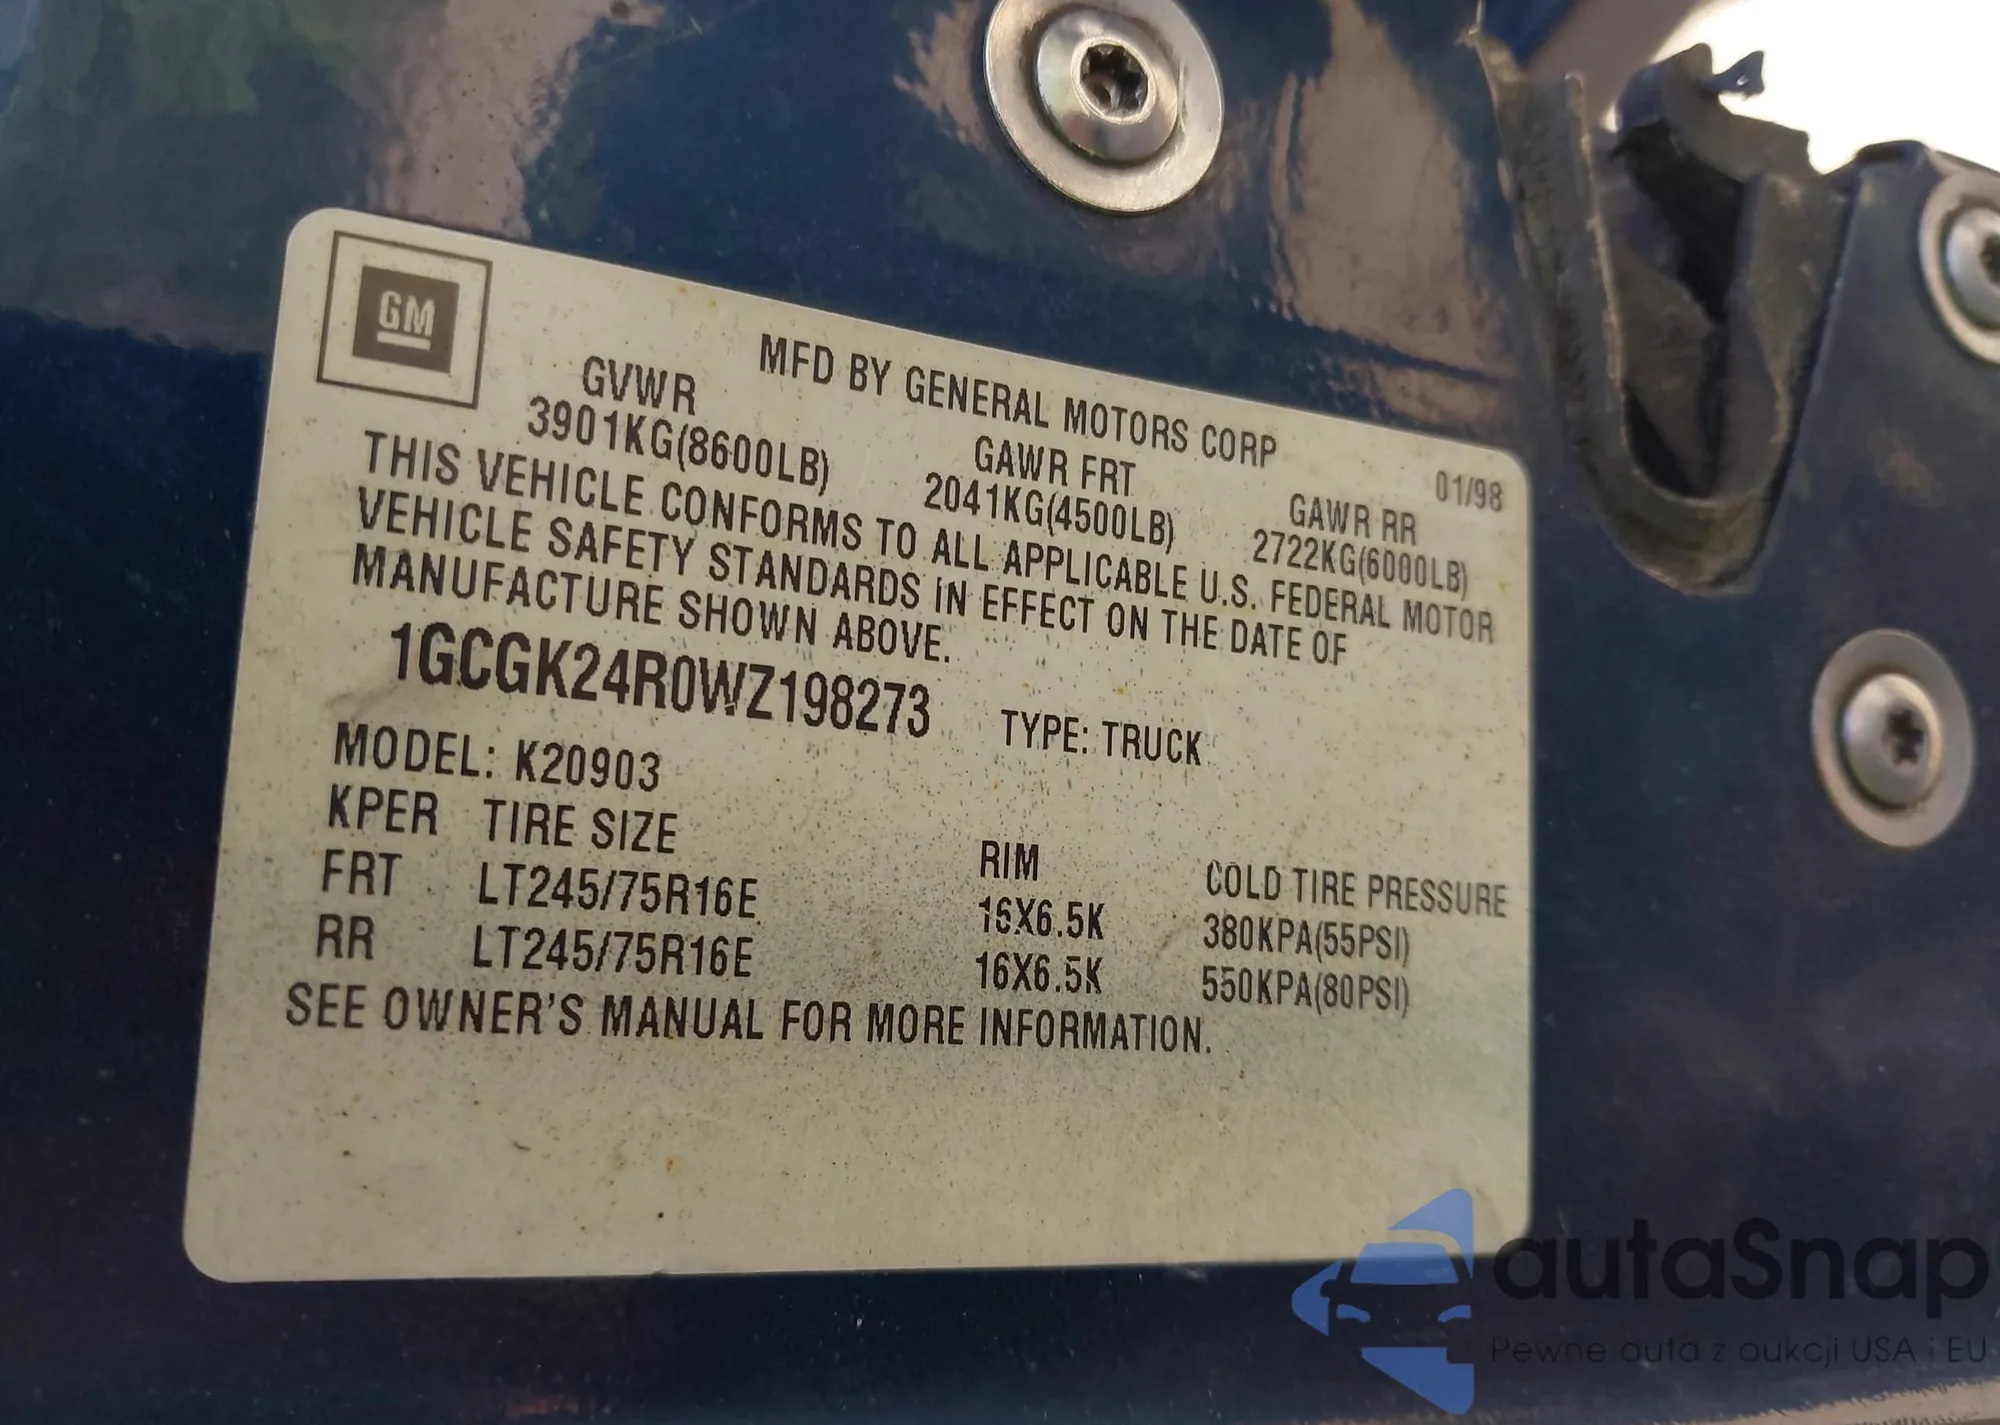 GM
MFD BY GENERAL MOTORS CORP
01/98
GVWR
GAWR FRT
GAWR RR
3901KG(8600LB)
2041KG(4500LB)
2722KG(6000LB)
THIS VEHICLE CONFORMS TO ALL APPLICABLE U.S. FEDERAL MOTOR
VEHICLE SAFETY STANDARDS IN EFFECT ON THE DATE OF
MANUFACTURE SHOWN ABOVE.
1GCGK24R0WZ198273
TYPE: TRUCK
MODEL: K20903
KPER TIRE SIZE RIM COLD TIRE PRESSURE
FRT LT245/75R16E 16X6.5K 380KPA(55PSI)
RR LT245/75R16E 16X6.5K 550KPA(80PSI)
SEE OWNER'S MANUAL FOR MORE INFORMATION.
autaSnap
Pewne auta z aukcji USA i EU